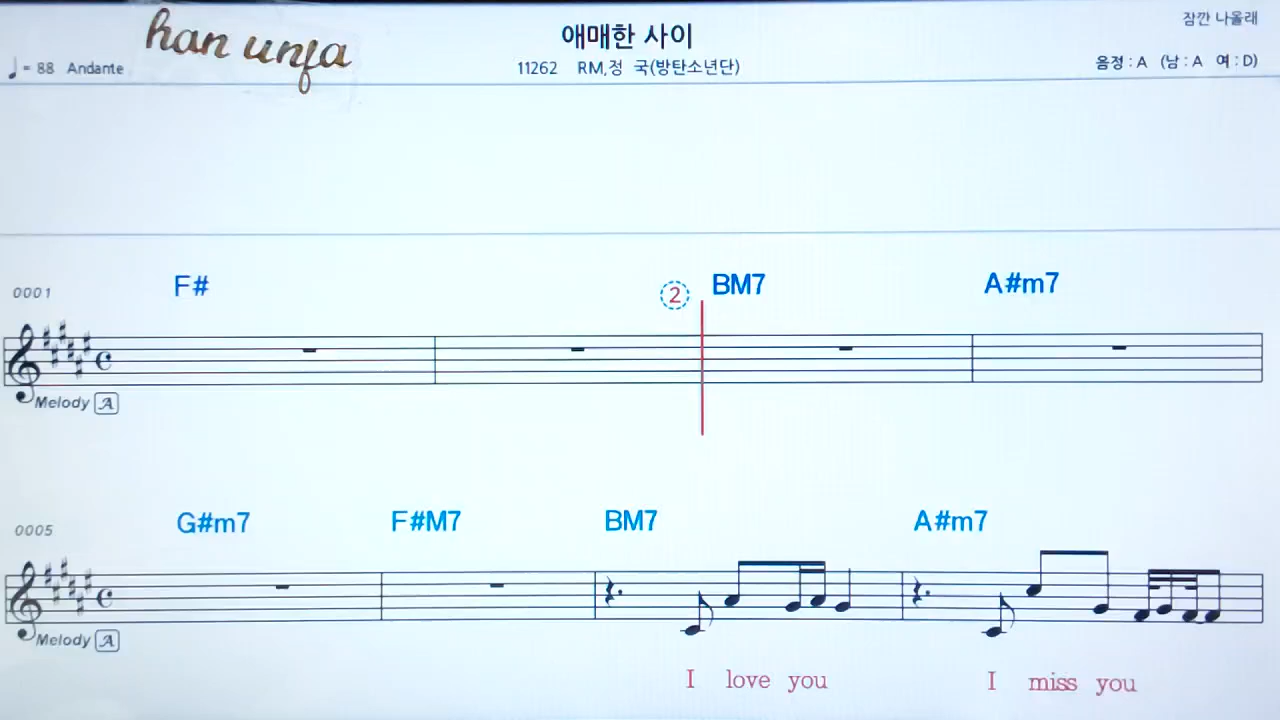 han unfa
애매한 사이
잠깐 나올래
♩= 88 Andante
11262 RM,정 국(방탄소년단)
음정 : A (남 : A 여 : D)
0001
F#
2
BM7
A#m7
Melody A
0005
G#m7
F#M7
BM7
A#m7
Melody A
I love you
I miss you